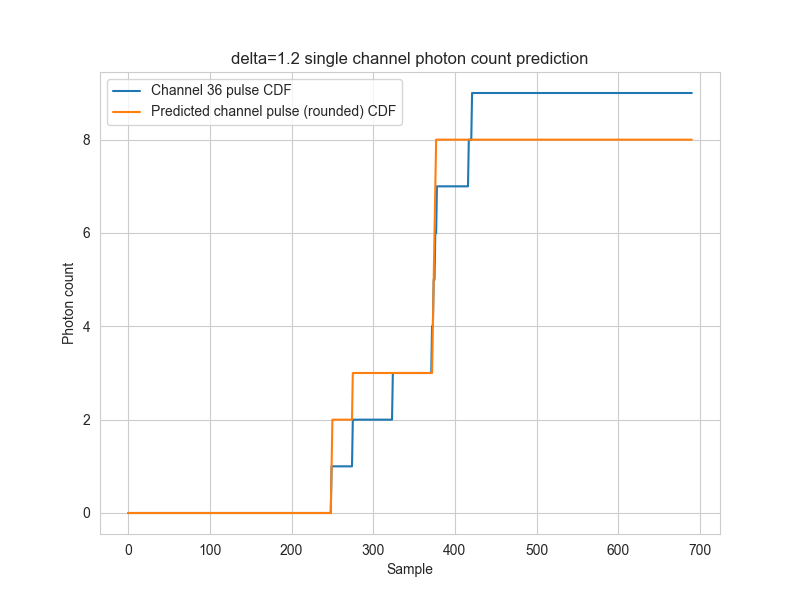 delta=1.2 single channel photon count prediction
Channel 36 pulse CDF
Predicted channel pulse (rounded) CDF
Photon count
8
6
4
2
0
0 100 200 300 400 500 600 700
Sample